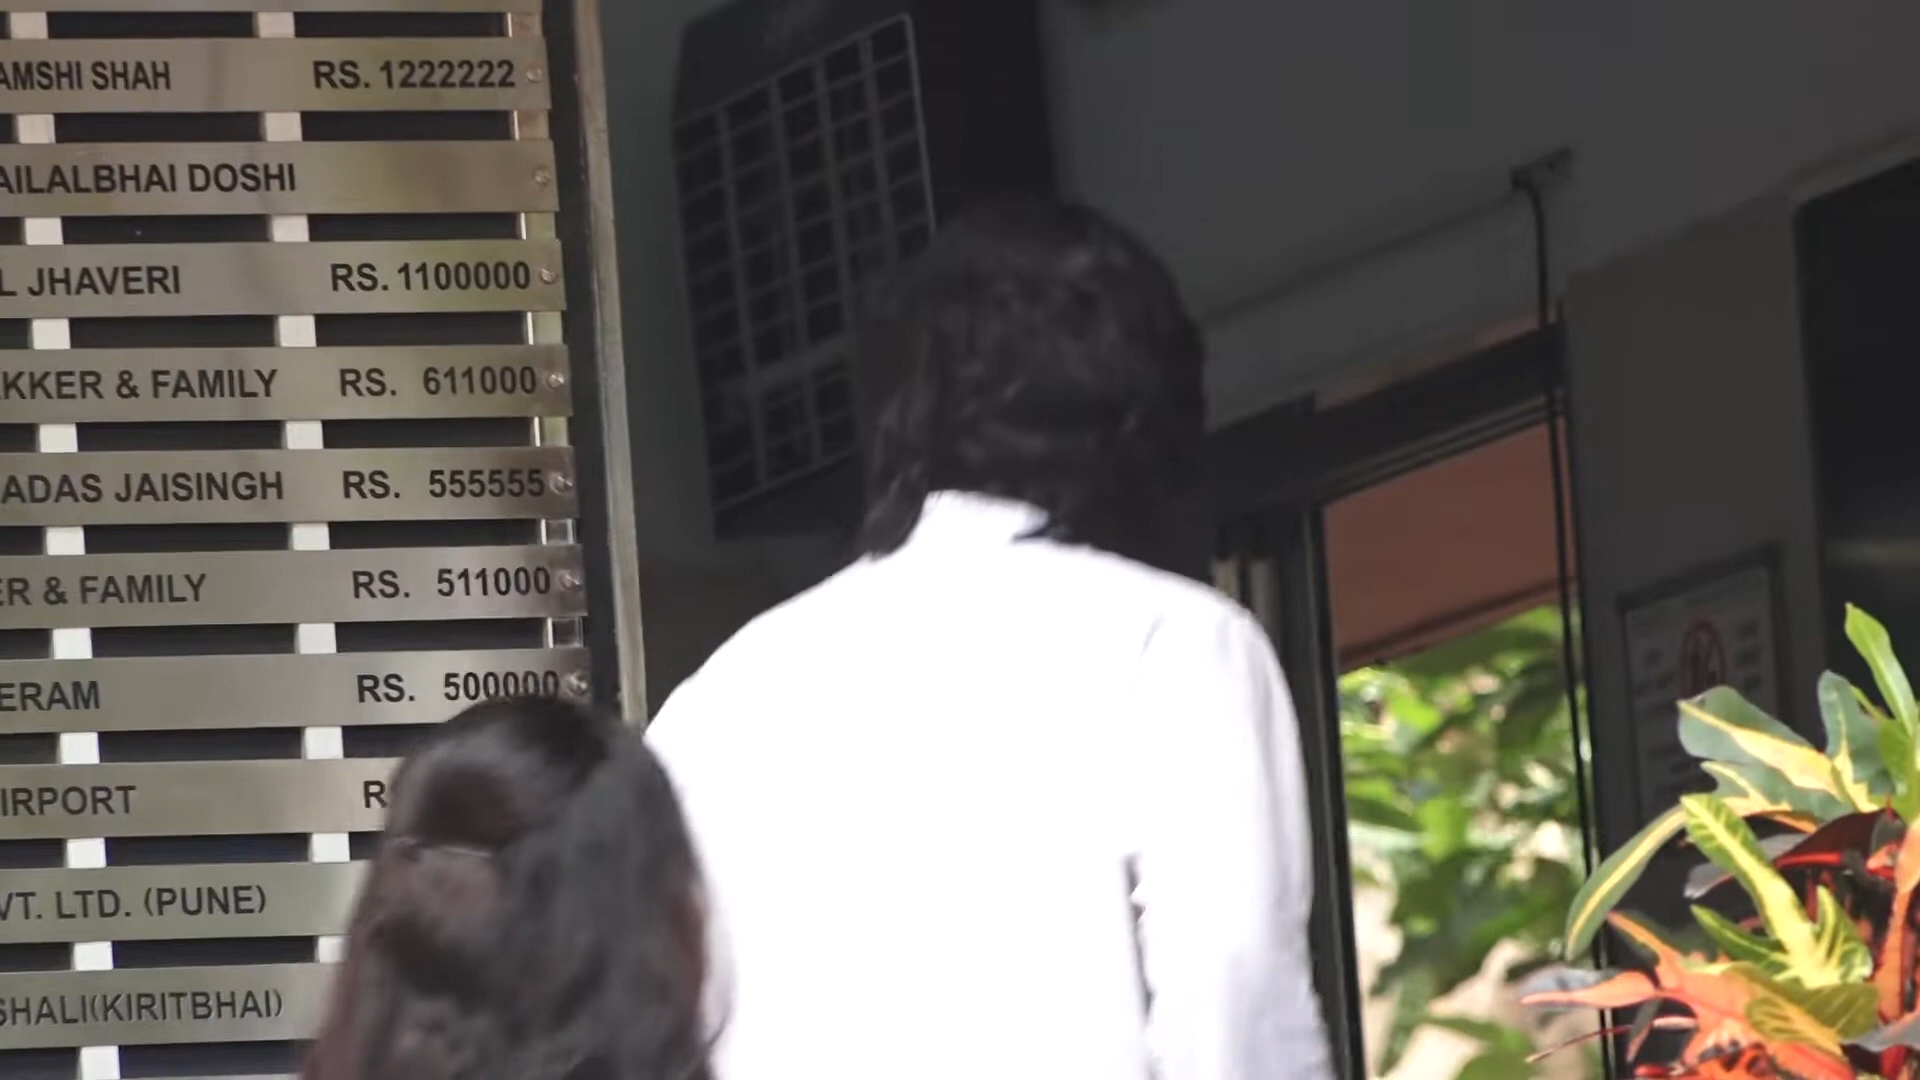 AMSHI SHAH RS. 1222222
AILALBHAI DOSHI
L JHAVERI RS. 1100000
KKER & FAMILY RS. 611000
ADAS JAISINGH RS. 555555
ER & FAMILY RS. 511000
ERAM RS. 500000
IRPORT R
VT. LTD. (PUNE)
SHALI(KIRITBHAI)